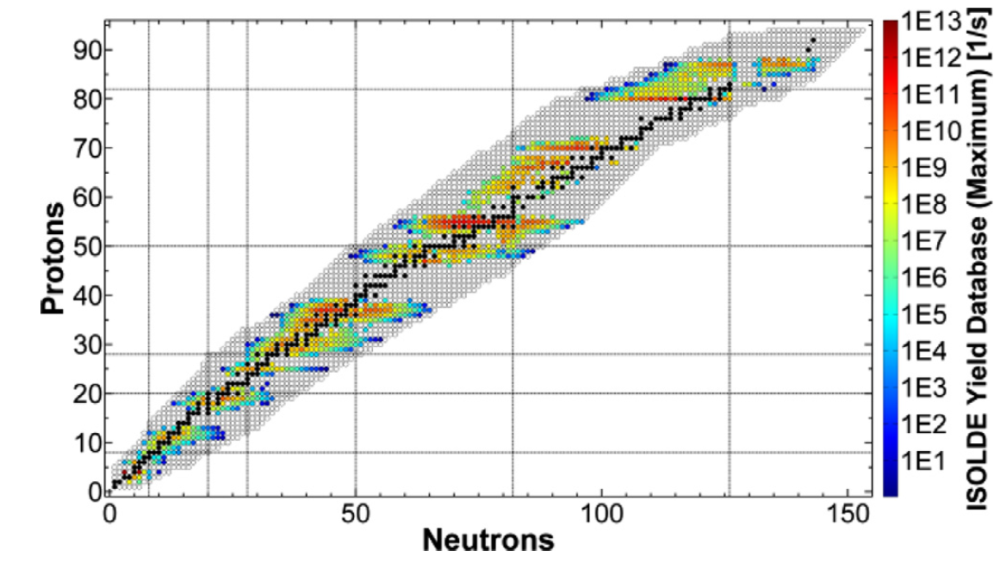 Protons
90
80
70
60
50
40
30
20
10
0
0 50 100 150
Neutrons
1E13
1E12
1E11
1E10
1E9
1E8
1E7
1E6
1E5
1E4
1E3
1E2
1E1
ISOLDE Yield Database (Maximum) [1/s]